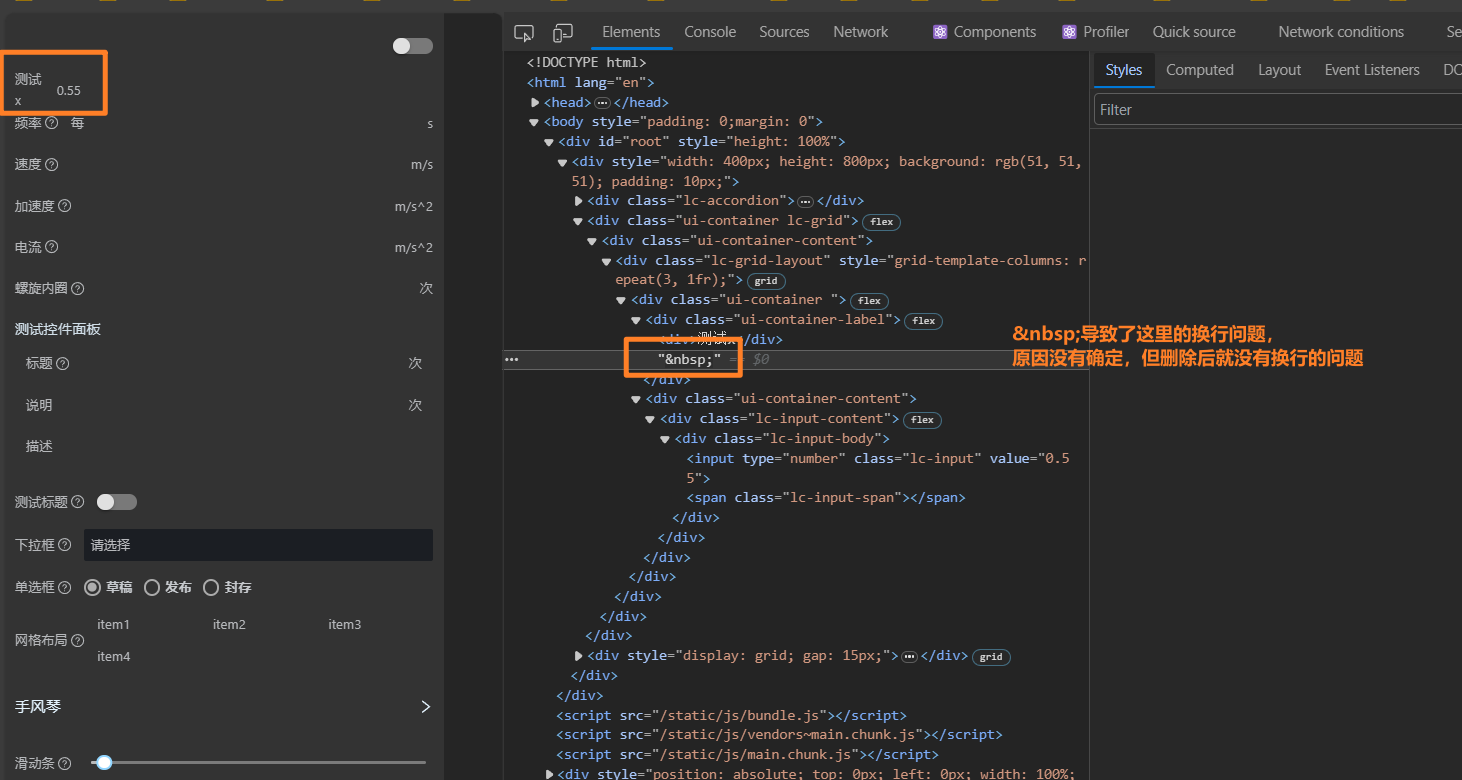 测试
x
0.55
频率 每 s
速度 m/s
加速度 m/s^2
电流 m/s^2
螺旋内圈 次
测试控件面板
标题 次
说明 次
描述
测试标题
下拉框 请选择
单选框 草稿 发布 封存
网格布局 item1 item2 item3
item4
手风琴
滑动条
Elements Console Sources Network Components Profiler Quick source Network conditions Se
<!DOCTYPE html>
<html lang="en">
<head> … </head>
<body style="padding: 0;margin: 0">
<div id="root" style="height: 100%">
<div style="width: 400px; height: 800px; background: rgb(51, 51,
51); padding: 10px;">
<div class="lc-accordion"> … </div>
<div class="ui-container lc-grid"> flex
<div class="ui-container-content">
<div class="lc-grid-layout" style="grid-template-columns: r
epeat(3, 1fr);"> grid
<div class="ui-container "> flex
<div class="ui-container-label"> flex
<div>测试x</div>
"&nbsp;" == $0
</div>
<div class="ui-container-content">
<div class="lc-input-content"> flex
<div class="lc-input-body">
<input type="number" class="lc-input" value="0.5
5">
<span class="lc-input-span"></span>
</div>
</div>
</div>
</div>
</div>
</div>
</div>
<div style="display: grid; gap: 15px;"> … </div> grid
</div>
</div>
<script src="/static/js/bundle.js"></script>
<script src="/static/js/vendors~main.chunk.js"></script>
<script src="/static/js/main.chunk.js"></script>
<div style="position: absolute; top: 0px; left: 0px; width: 100%;
Styles Computed Layout Event Listeners DO
Filter
&nbsp;导致了这里的换行问题,
原因没有确定，但删除后就没有换行的问题